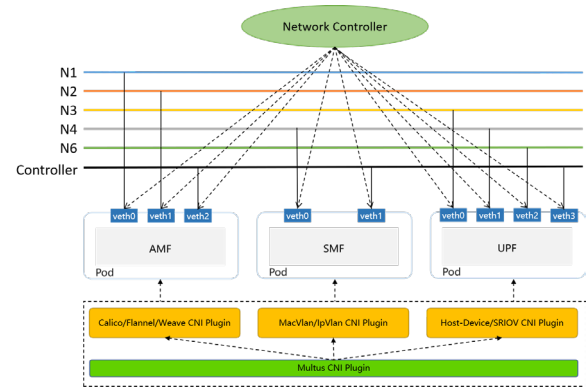 Network Controller
N1
N2
N3
N4
N6
Controller
veth0 veth1 veth2 veth0 veth1 veth0 veth1 veth2 veth3
AMF SMF UPF
Pod Pod Pod
Calico/Flannel/Weave CNI Plugin MacVlan/IpVlan CNI Plugin Host-Device/SRIOV CNI Plugin
Multus CNI Plugin